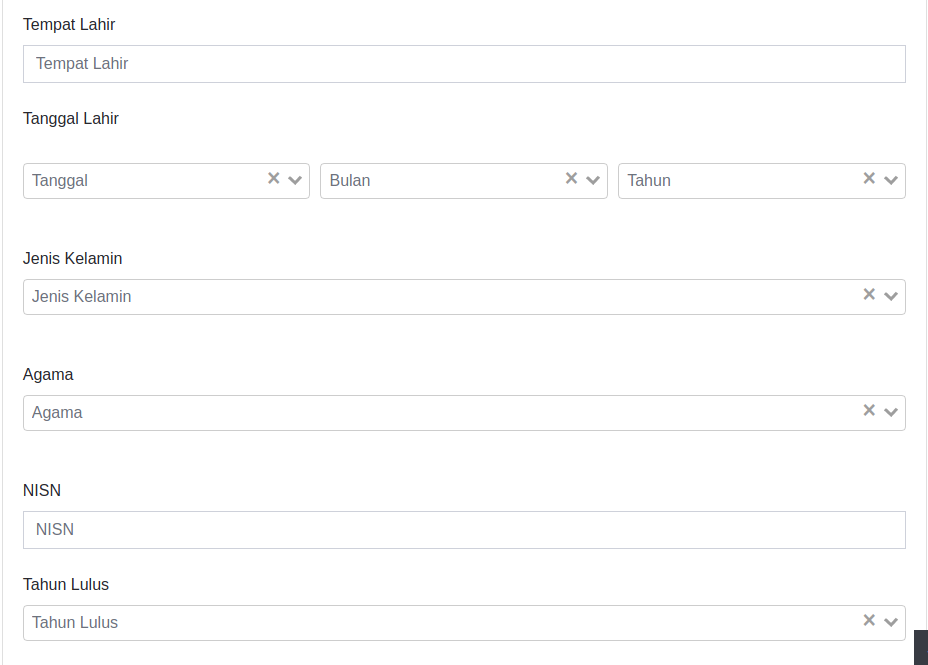 Tempat Lahir
Tempat Lahir
Tanggal Lahir
Tanggal Bulan Tahun
Jenis Kelamin
Jenis Kelamin
Agama
Agama
NISN
NISN
Tahun Lulus
Tahun Lulus